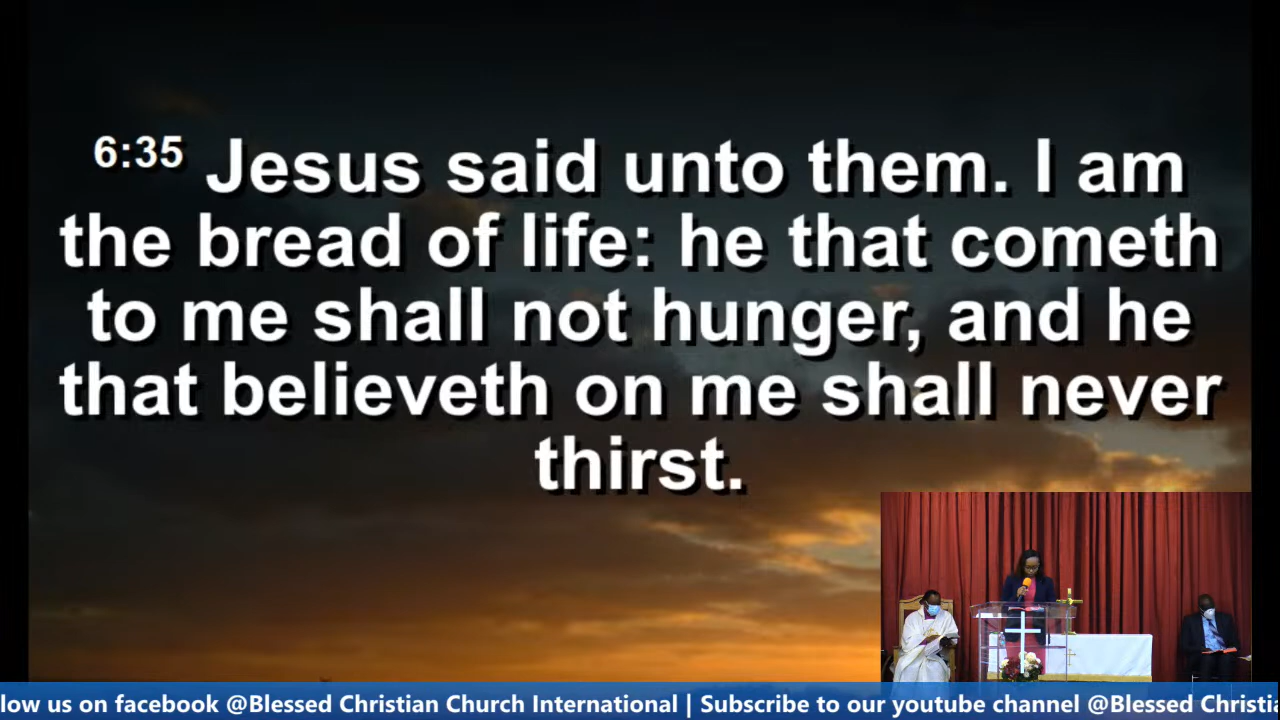 6:35 Jesus said unto them. I am
the bread of life: he that cometh
to me shall not hunger, and he
that believeth on me shall never
thirst.
low us on facebook @Blessed Christian Church International | Subscribe to our youtube channel @Blessed Christia